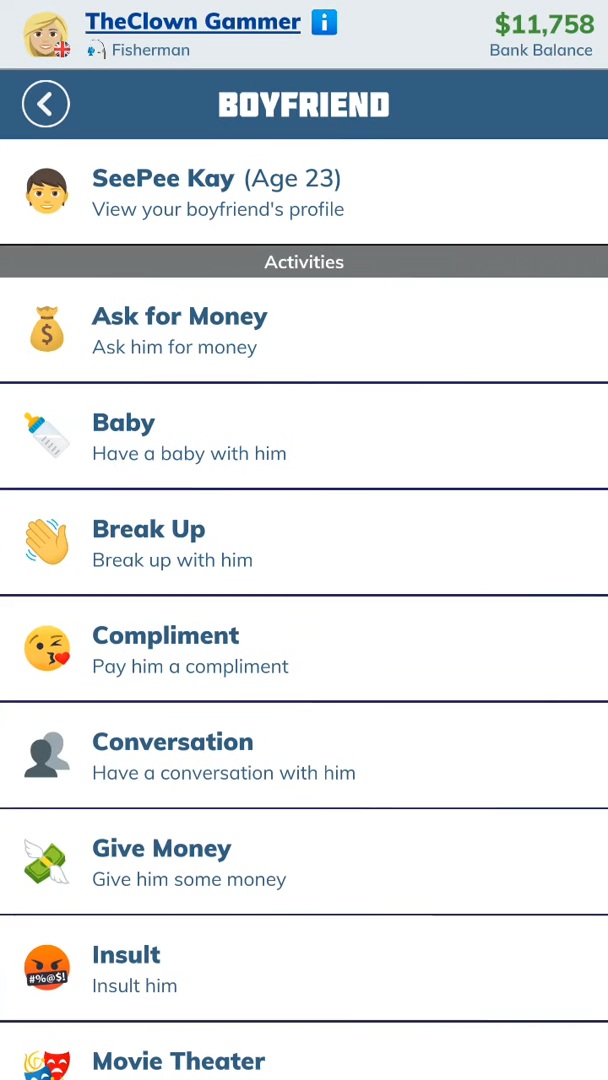 TheClown Gammer
Fisherman
$11,758
Bank Balance
BOYFRIEND
SeePee Kay (Age 23)
View your boyfriend's profile
Activities
$
Ask for Money
Ask him for money
Baby
Have a baby with him
Break Up
Break up with him
Compliment
Pay him a compliment
Conversation
Have a conversation with him
Give Money
Give him some money
#%@$!
Insult
Insult him
Movie Theater